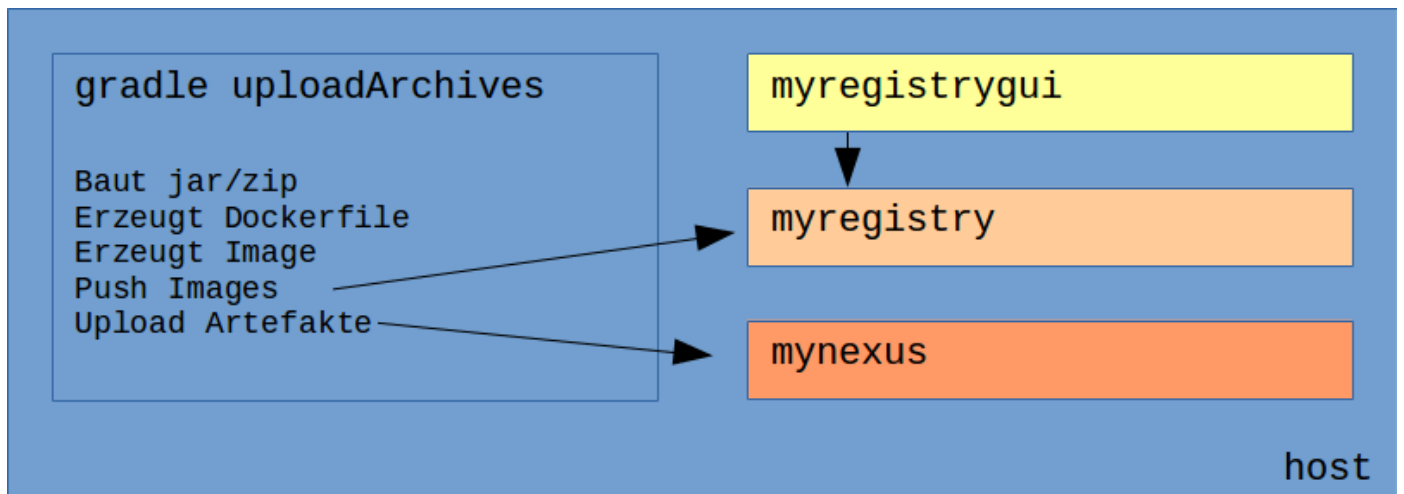 gradle uploadArchives
Baut jar/zip
Erzeugt Dockerfile
Erzeugt Image
Push Images
Upload Artefakte
myregistrygui
myregistry
mynexus
host